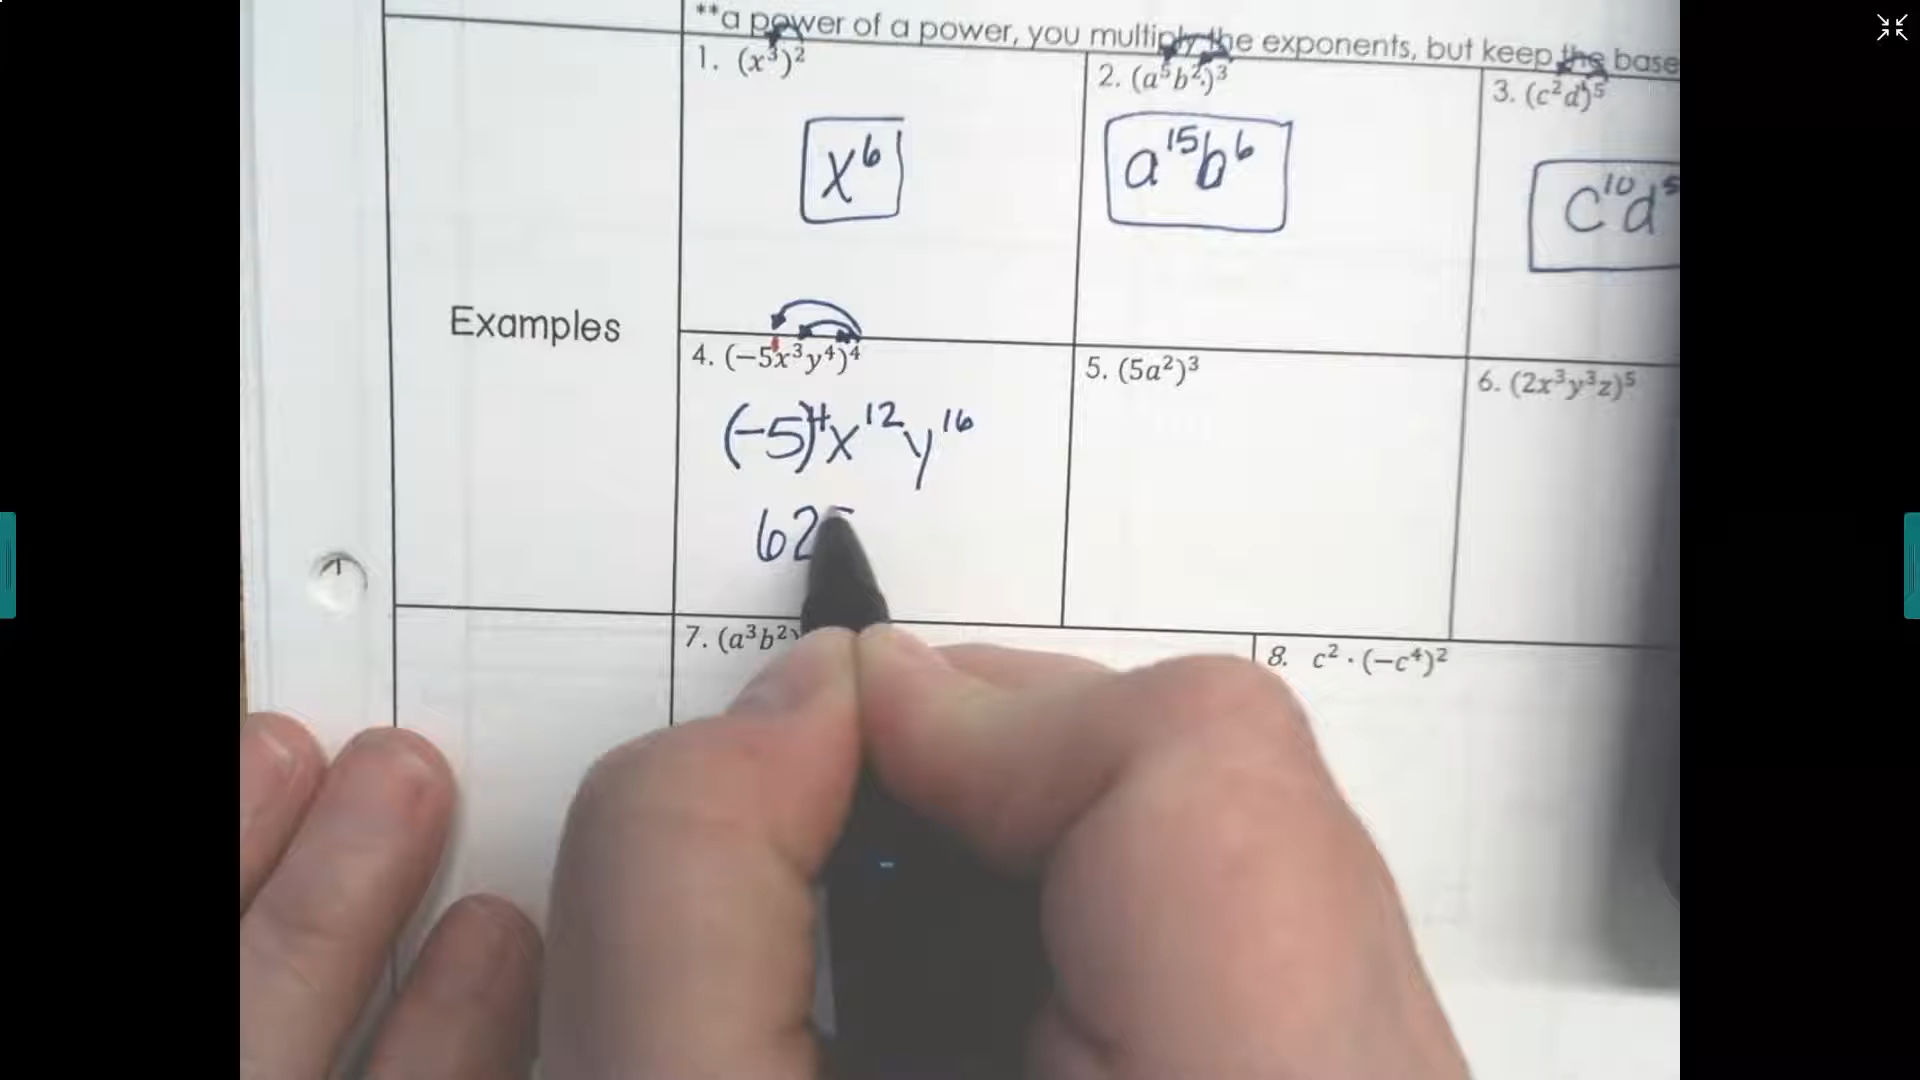 **a power of a power, you multiply the exponents, but keep the base
1. (x³)²
2. (a⁵b²)³
3. (c²d)⁵
x⁶
a¹⁵b⁶
c¹⁰d⁵
Examples
4. (−5x³y⁴)⁴
5. (5a²)³
6. (2x³y³z)⁵
(−5)⁴x¹²y¹⁶
625
7. (a³b²)
8. c² · (−c⁴)²